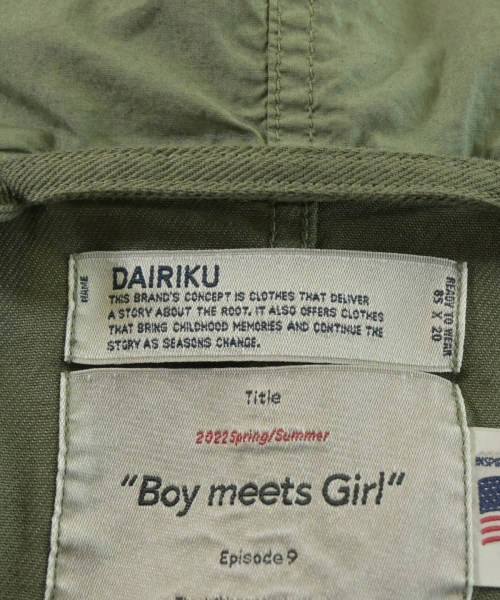 NAME
DAIRIKU
THIS BRAND'S CONCEPT IS CLOTHES THAT DELIVER
A STORY ABOUT THE ROOT. IT ALSO OFFERS CLOTHES
THAT BRING CHILDHOOD MEMORIES AND CONTINUE THE
STORY AS SEASONS CHANGE.
READY TO WEAR
85 X 20
Title
2022 Spring/Summer
"Boy meets Girl"
Episode 9